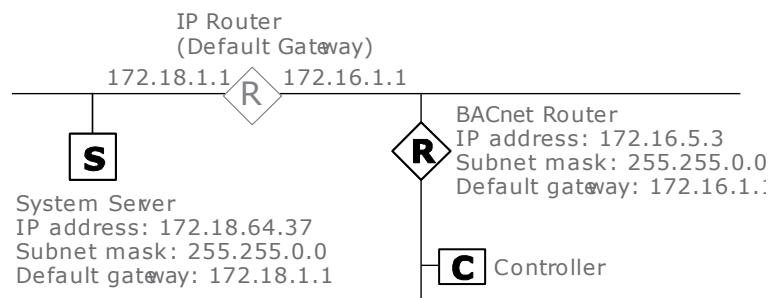 IP Router
(Default Gateway)
172.18.1.1
172.16.1.1
R
BACnet Router
IP address: 172.16.5.3
Subnet mask: 255.255.0.0
Default gateway: 172.16.1.1
R
S
System Server
IP address: 172.18.64.37
Subnet mask: 255.255.0.0
Default gateway: 172.18.1.1
C
Controller